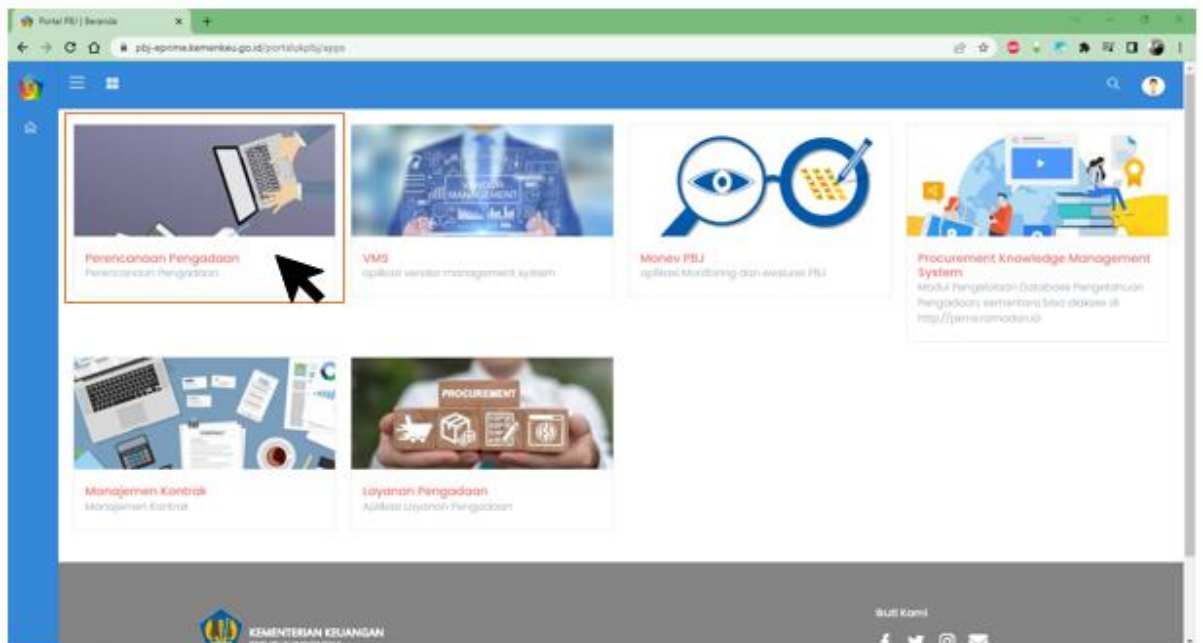 Portal PBJ | Beranda
pbj-eprime.kemenkeu.go.id/portalukpbj/apps
Perencanaan Pengadaan
Perencanaan Pengadaan
VENDOR
MANAGEMENT
VMS
aplikasi vendor management system
Monev PBJ
aplikasi Monitoring dan evaluasi PBJ
Procurement Knowledge Management
System
Modul Pengelolaan Database Pengetahuan
Pengadaan, sementara bisa diakses di
Manajemen Kontrak
Manajemen Kontrak
PROCUREMENT
Layanan Pengadaan
Aplikasi Layanan Pengadaan
KEMENTERIAN KEUANGAN
Ikuti Kami